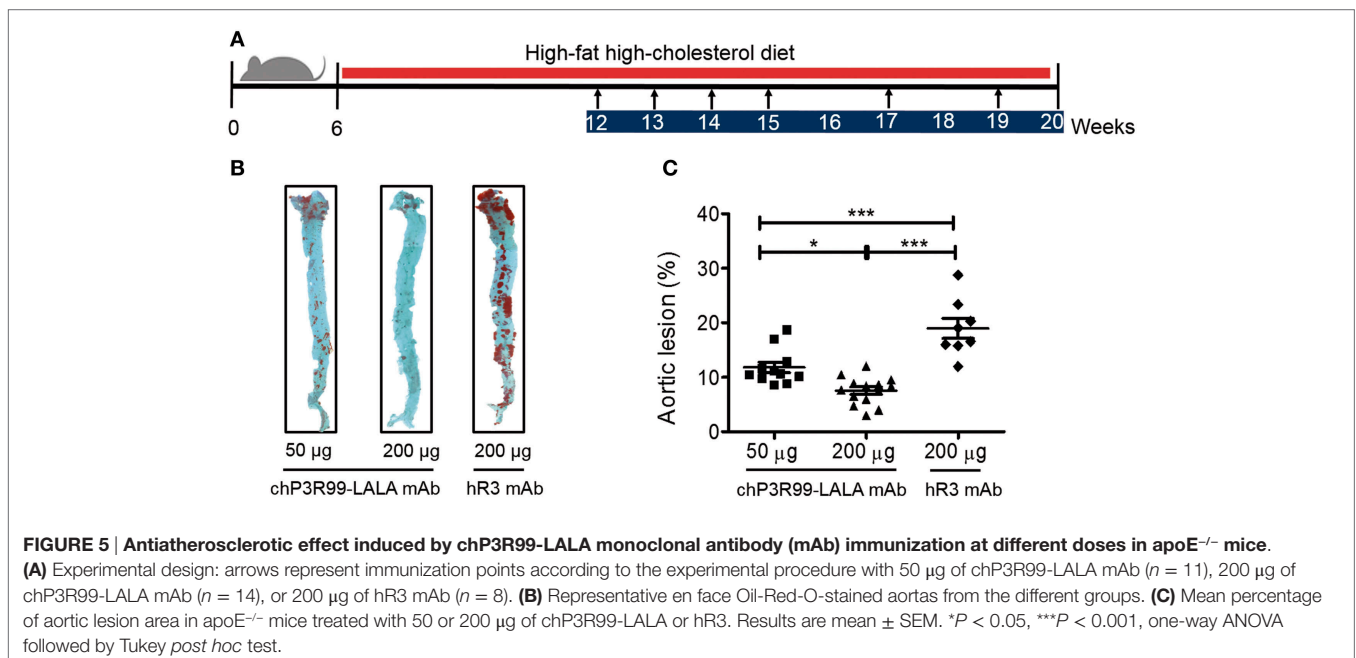 A
High-fat high-cholesterol diet
0 6 12 13 14 15 16 17 18 19 20 Weeks
B
50 µg 200 µg 200 µg
chP3R99-LALA mAb hR3 mAb
C
Aortic lesion (%)
40
30
20
10
0
***
* ***
50 µg 200 µg 200 µg
chP3R99-LALA mAb hR3 mAb
FIGURE 5 | Antiatherosclerotic effect induced by chP3R99-LALA monoclonal antibody (mAb) immunization at different doses in apoE−/− mice.
(A) Experimental design: arrows represent immunization points according to the experimental procedure with 50 µg of chP3R99-LALA mAb (n = 11), 200 µg of
chP3R99-LALA mAb (n = 14), or 200 µg of hR3 mAb (n = 8). (B) Representative en face Oil-Red-O-stained aortas from the different groups. (C) Mean percentage
of aortic lesion area in apoE−/− mice treated with 50 or 200 µg of chP3R99-LALA or hR3. Results are mean ± SEM. *P < 0.05, ***P < 0.001, one-way ANOVA
followed by Tukey post hoc test.